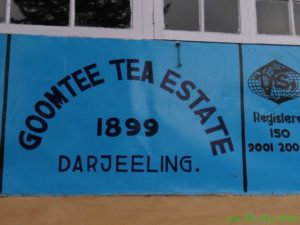 GOOMTEE TEA ESTATE
1899
DARJEELING.
Registere
ISO
9001-200